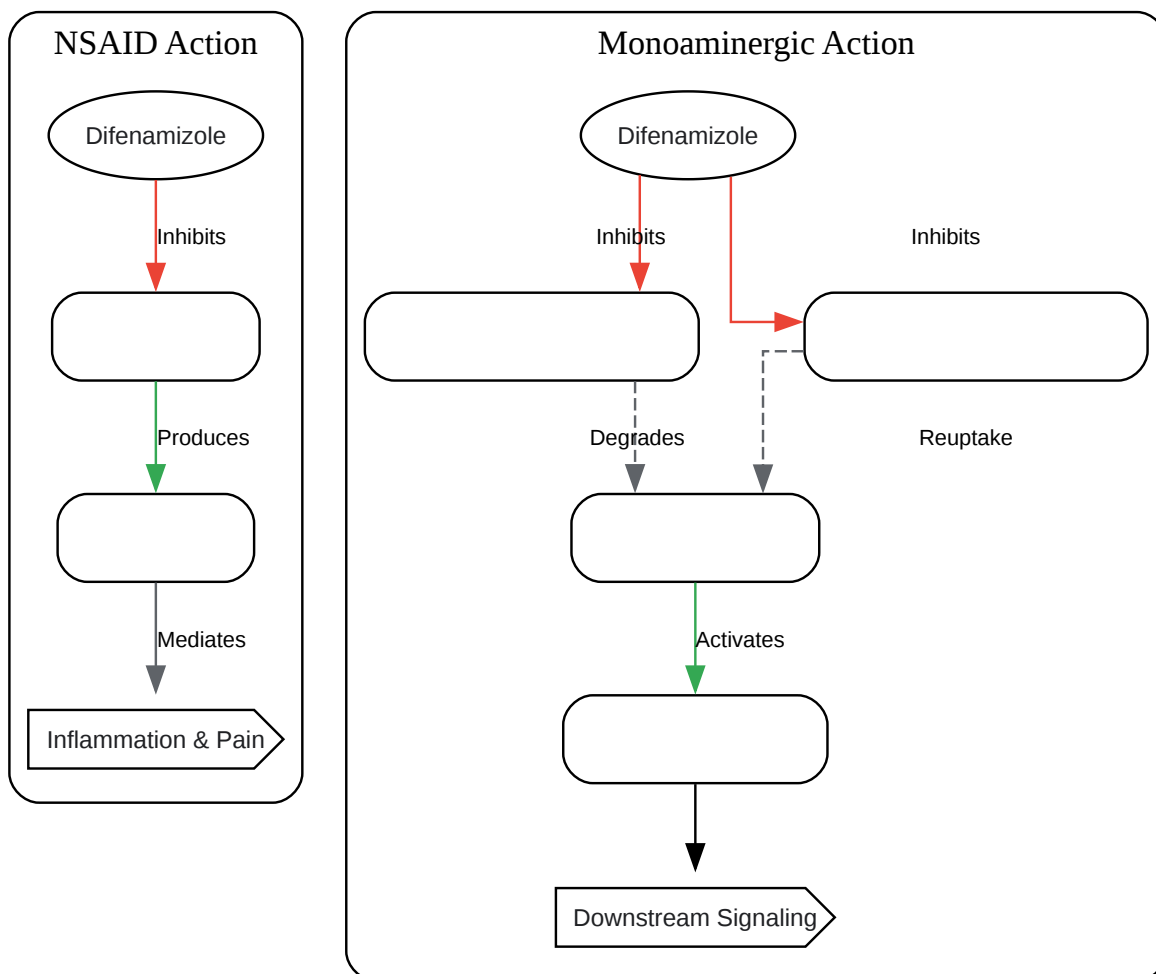 NSAID Action
Difenamizole
Inhibits
Produces
Mediates
Inflammation & Pain
Monoaminergic Action
Difenamizole
Inhibits
Inhibits
Degrades
Reuptake
Activates
Downstream Signaling